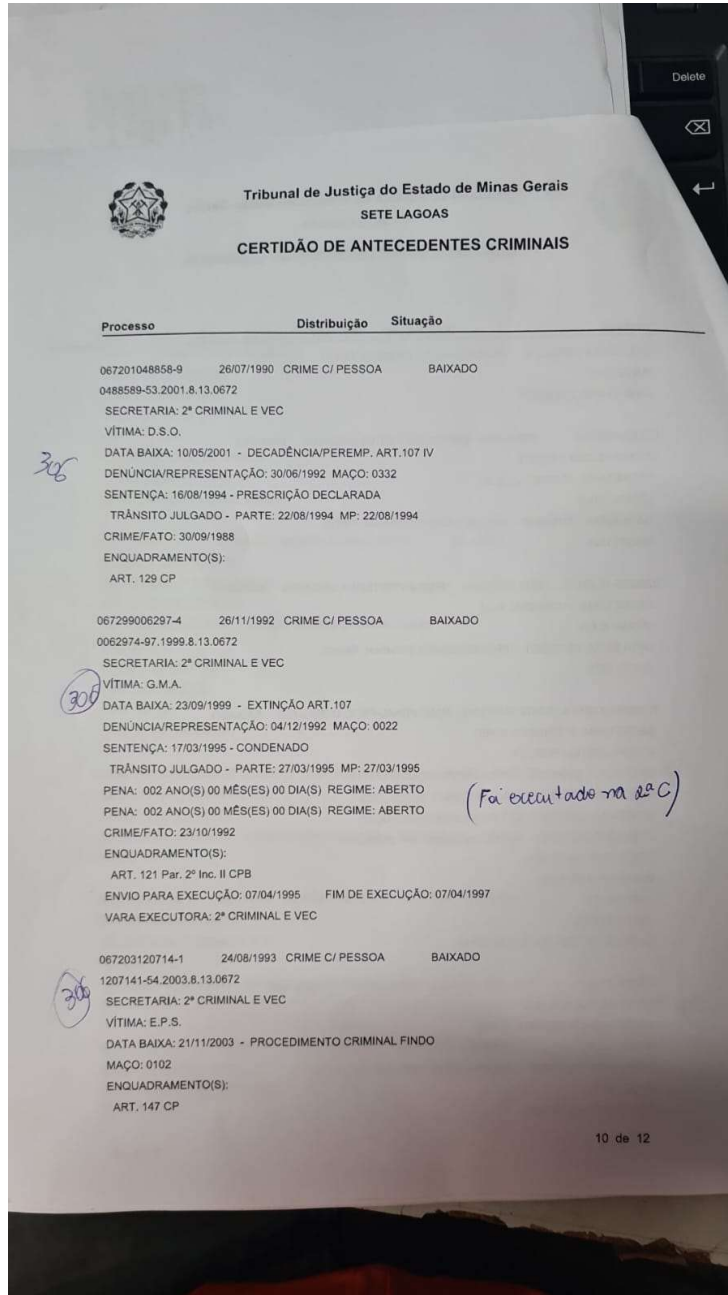 Delete
Tribunal de Justiça do Estado de Minas Gerais
SETE LAGOAS
CERTIDÃO DE ANTECEDENTES CRIMINAIS
Processo Distribuição Situação
067201048858-9 26/07/1990 CRIME C/ PESSOA BAIXADO
0488589-53.2001.8.13.0672
SECRETARIA: 2ª CRIMINAL E VEC
VÍTIMA: D.S.O.
DATA BAIXA: 10/05/2001 - DECADÊNCIA/PEREMP. ART.107 IV
306
DENÚNCIA/REPRESENTAÇÃO: 30/06/1992 MAÇO: 0332
SENTENÇA: 16/08/1994 - PRESCRIÇÃO DECLARADA
TRÂNSITO JULGADO - PARTE: 22/08/1994 MP: 22/08/1994
CRIME/FATO: 30/09/1988
ENQUADRAMENTO(S):
ART. 129 CP
067299006297-4 26/11/1992 CRIME C/ PESSOA BAIXADO
0062974-97.1999.8.13.0672
SECRETARIA: 2ª CRIMINAL E VEC
VÍTIMA: G.M.A.
306
DATA BAIXA: 23/09/1999 - EXTINÇÃO ART.107
DENÚNCIA/REPRESENTAÇÃO: 04/12/1992 MAÇO: 0022
SENTENÇA: 17/03/1995 - CONDENADO
TRÂNSITO JULGADO - PARTE: 27/03/1995 MP: 27/03/1995
PENA: 002 ANO(S) 00 MÊS(ES) 00 DIA(S) REGIME: ABERTO
(Foi executado na 2ª C)
PENA: 002 ANO(S) 00 MÊS(ES) 00 DIA(S) REGIME: ABERTO
CRIME/FATO: 23/10/1992
ENQUADRAMENTO(S):
ART. 121 Par. 2º Inc. II CPB
ENVIO PARA EXECUÇÃO: 07/04/1995 FIM DE EXECUÇÃO: 07/04/1997
VARA EXECUTORA: 2ª CRIMINAL E VEC
067203120714-1 24/08/1993 CRIME C/ PESSOA BAIXADO
1207141-54.2003.8.13.0672
306
SECRETARIA: 2ª CRIMINAL E VEC
VÍTIMA: E.P.S.
DATA BAIXA: 21/11/2003 - PROCEDIMENTO CRIMINAL FINDO
MAÇO: 0102
ENQUADRAMENTO(S):
ART. 147 CP
10 de 12